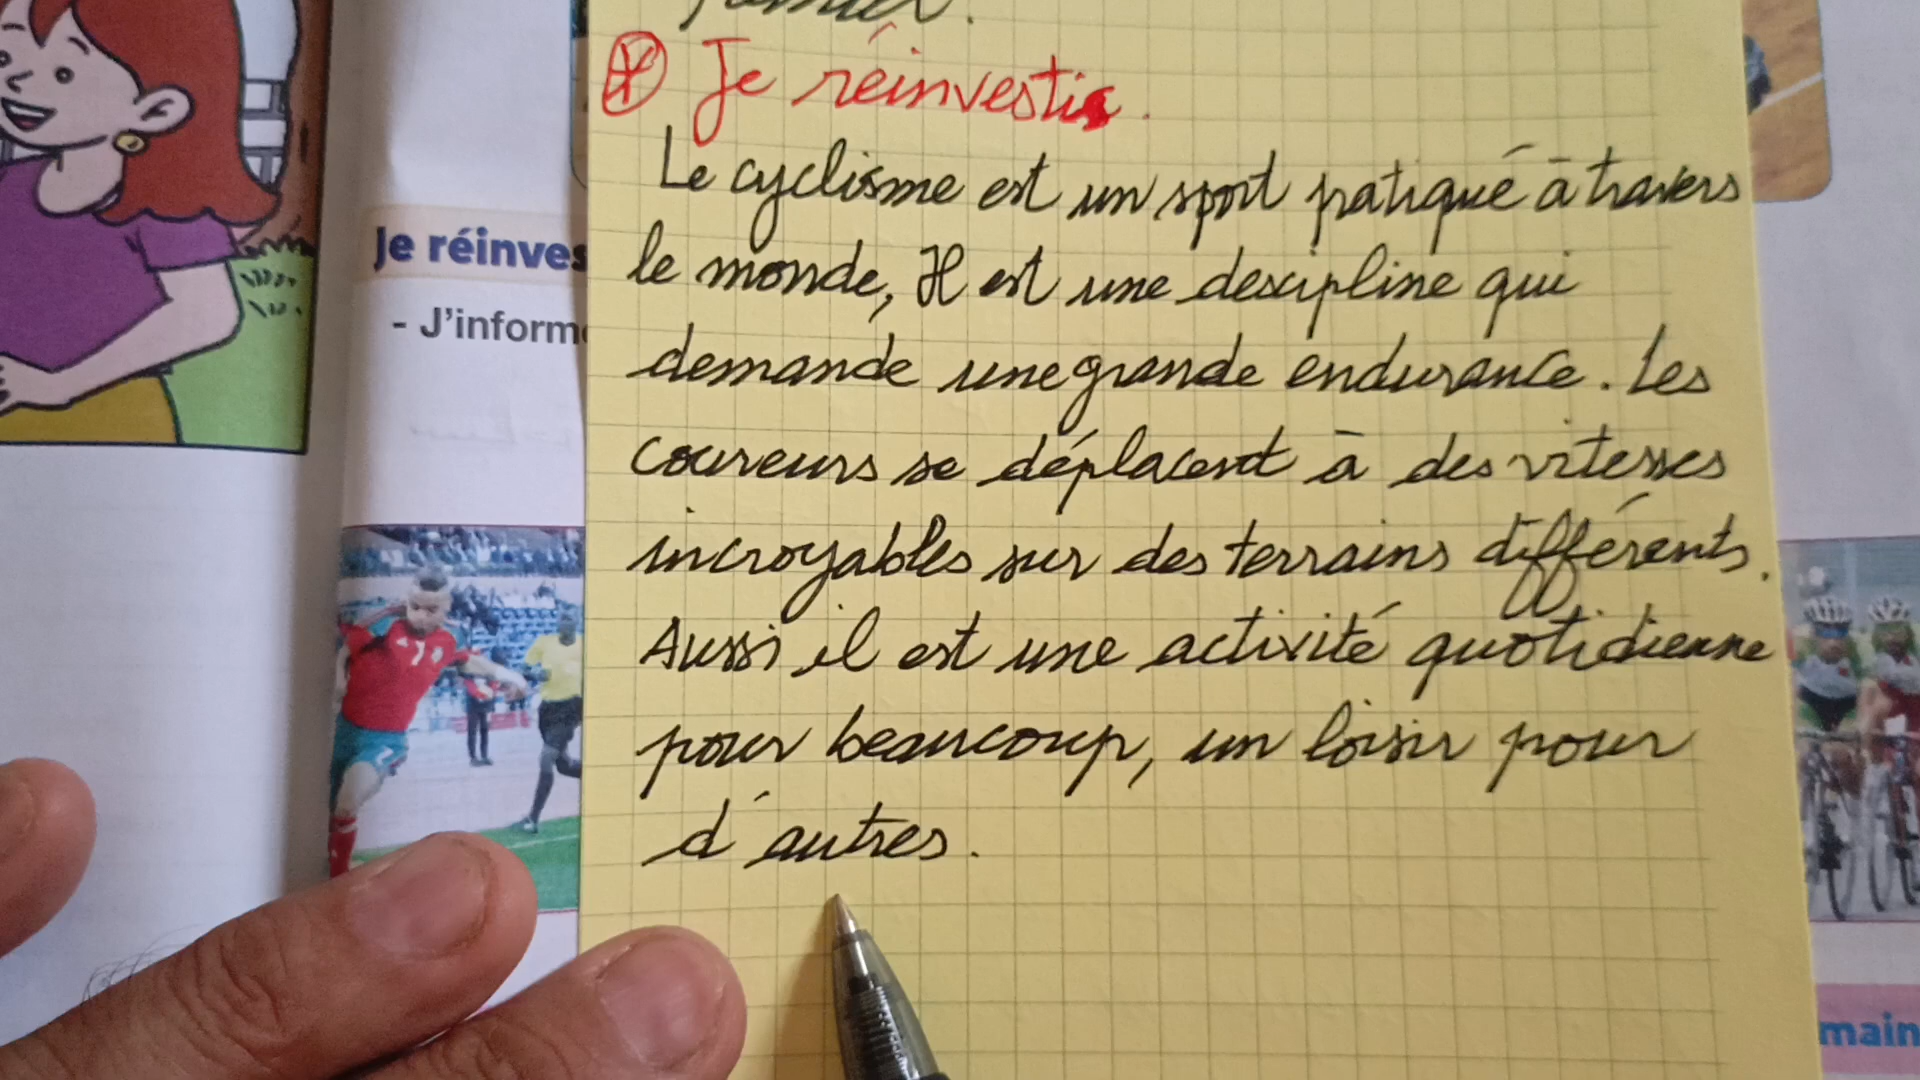 Je réinvestis.
Le cyclisme est un sport pratiqué à travers
le monde, Il est une descipline qui
demande une grande endurance. Les
coureurs se déplacent à des vitesses
incroyables sur des terrains différents.
Aussi il est une activité quotidienne
pour beaucoup, un loisir pour
d'autres.
Je réinves
- J'inform
7
main